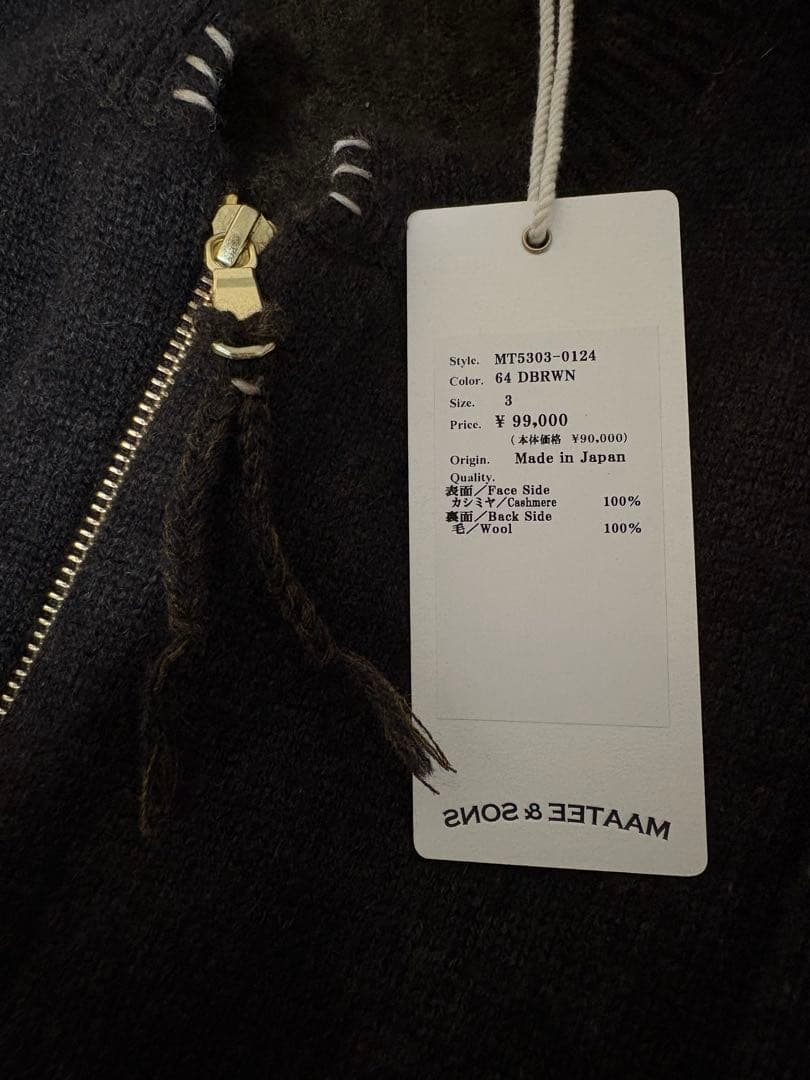 Style. MT5303-0124
Color. 64 DBRWN
Size. 3
Price. ¥ 99,000
(本体価格 ¥90,000)
Origin. Made in Japan
Quality.
表面/Face Side
カシミヤ/Cashmere 100%
裏面/Back Side
毛/Wool 100%
MAATEE & SONS